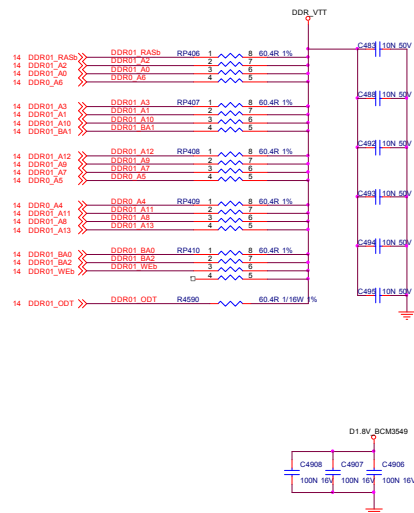 DDR_VTT
14 DDR01_RASb DDR01_RASb RP406 1 8 60.4R 1% C483 10N 50V
14 DDR01_A2 DDR01_A2 2 7
14 DDR01_A0 DDR01_A0 3 6
14 DDR0_A6 DDR0_A6 4 5
14 DDR01_A3 DDR01_A3 RP407 1 8 60.4R 1% C488 10N 50V
14 DDR01_A1 DDR01_A1 2 7
14 DDR01_A10 DDR01_A10 3 6
14 DDR01_BA1 DDR01_BA1 4 5
C492 10N 50V
14 DDR01_A12 DDR01_A12 RP408 1 8 60.4R 1%
14 DDR01_A9 DDR01_A9 2 7
14 DDR01_A7 DDR01_A7 3 6
14 DDR0_A5 DDR0_A5 4 5
C493 10N 50V
14 DDR0_A4 DDR0_A4 RP409 1 8 60.4R 1%
14 DDR01_A11 DDR01_A11 2 7
14 DDR01_A8 DDR01_A8 3 6
14 DDR01_A13 DDR01_A13 4 5
C494 10N 50V
14 DDR01_BA0 DDR01_BA0 RP410 1 8 60.4R 1%
14 DDR01_BA2 DDR01_BA2 2 7
14 DDR01_WEb DDR01_WEb 3 6
4 5
C495 10N 50V
14 DDR01_ODT DDR01_ODT R4590 60.4R 1/16W 1%
D1.8V_BCM3549
C4908 C4907 C4906
100N 16V 100N 16V 100N 16V